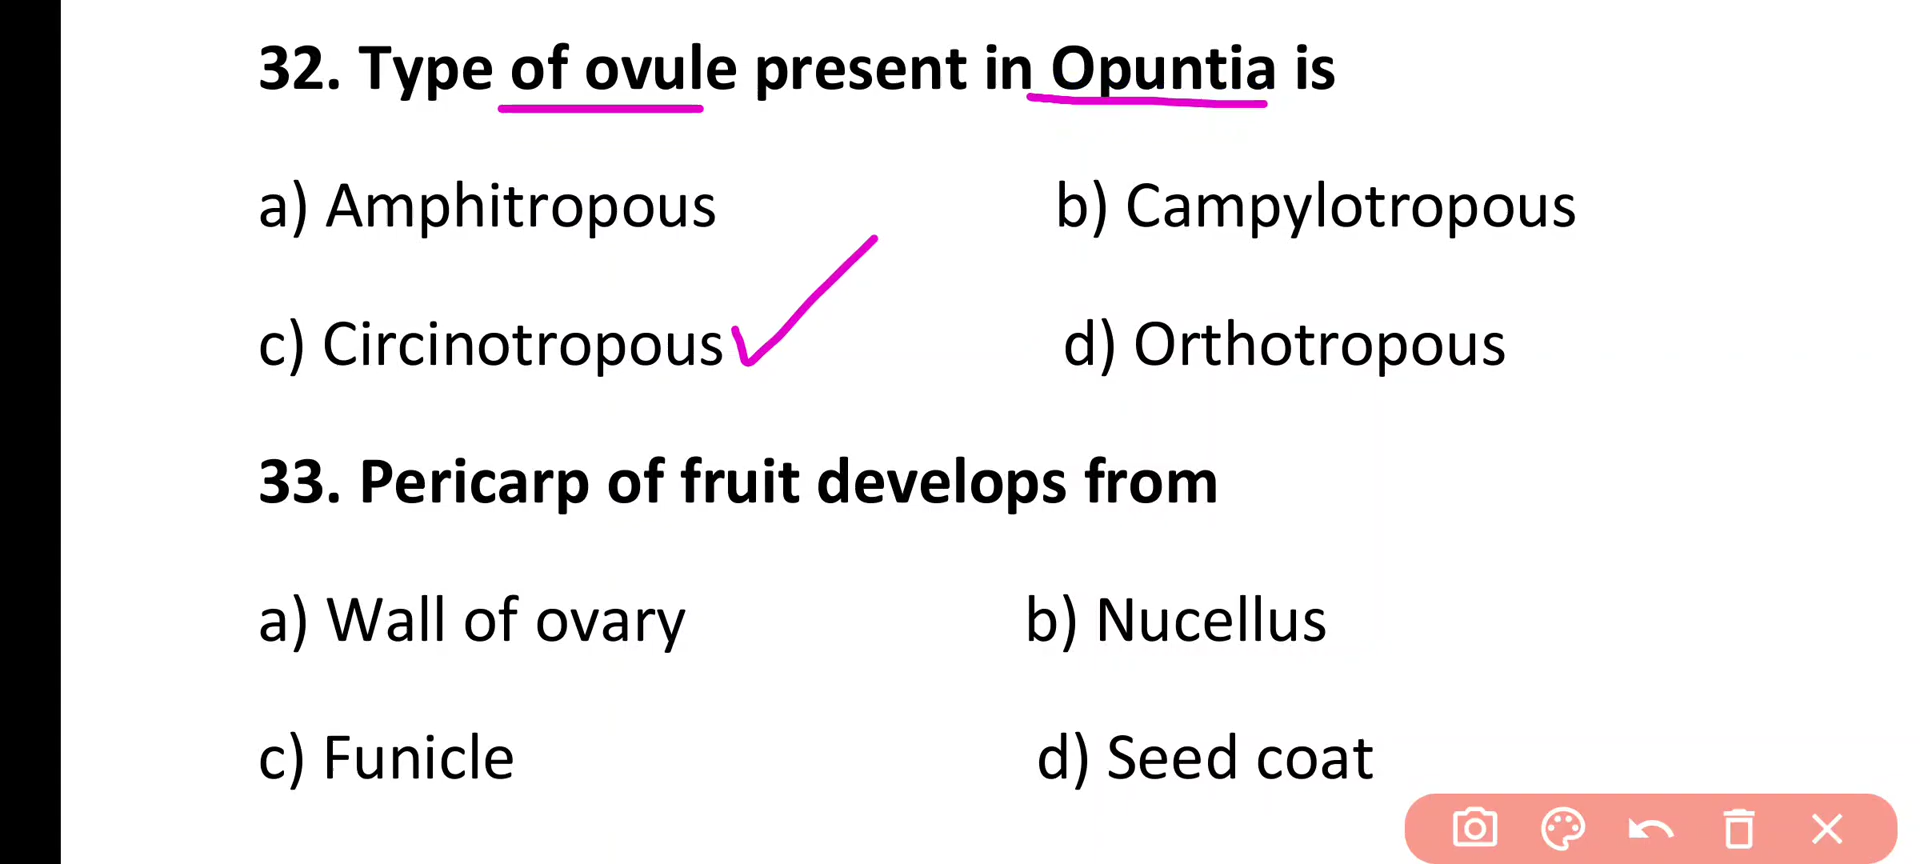 32. Type of ovule present in Opuntia is
a) Amphitropous b) Campylotropous
c) Circinotropous d) Orthotropous
33. Pericarp of fruit develops from
a) Wall of ovary b) Nucellus
c) Funicle d) Seed coat